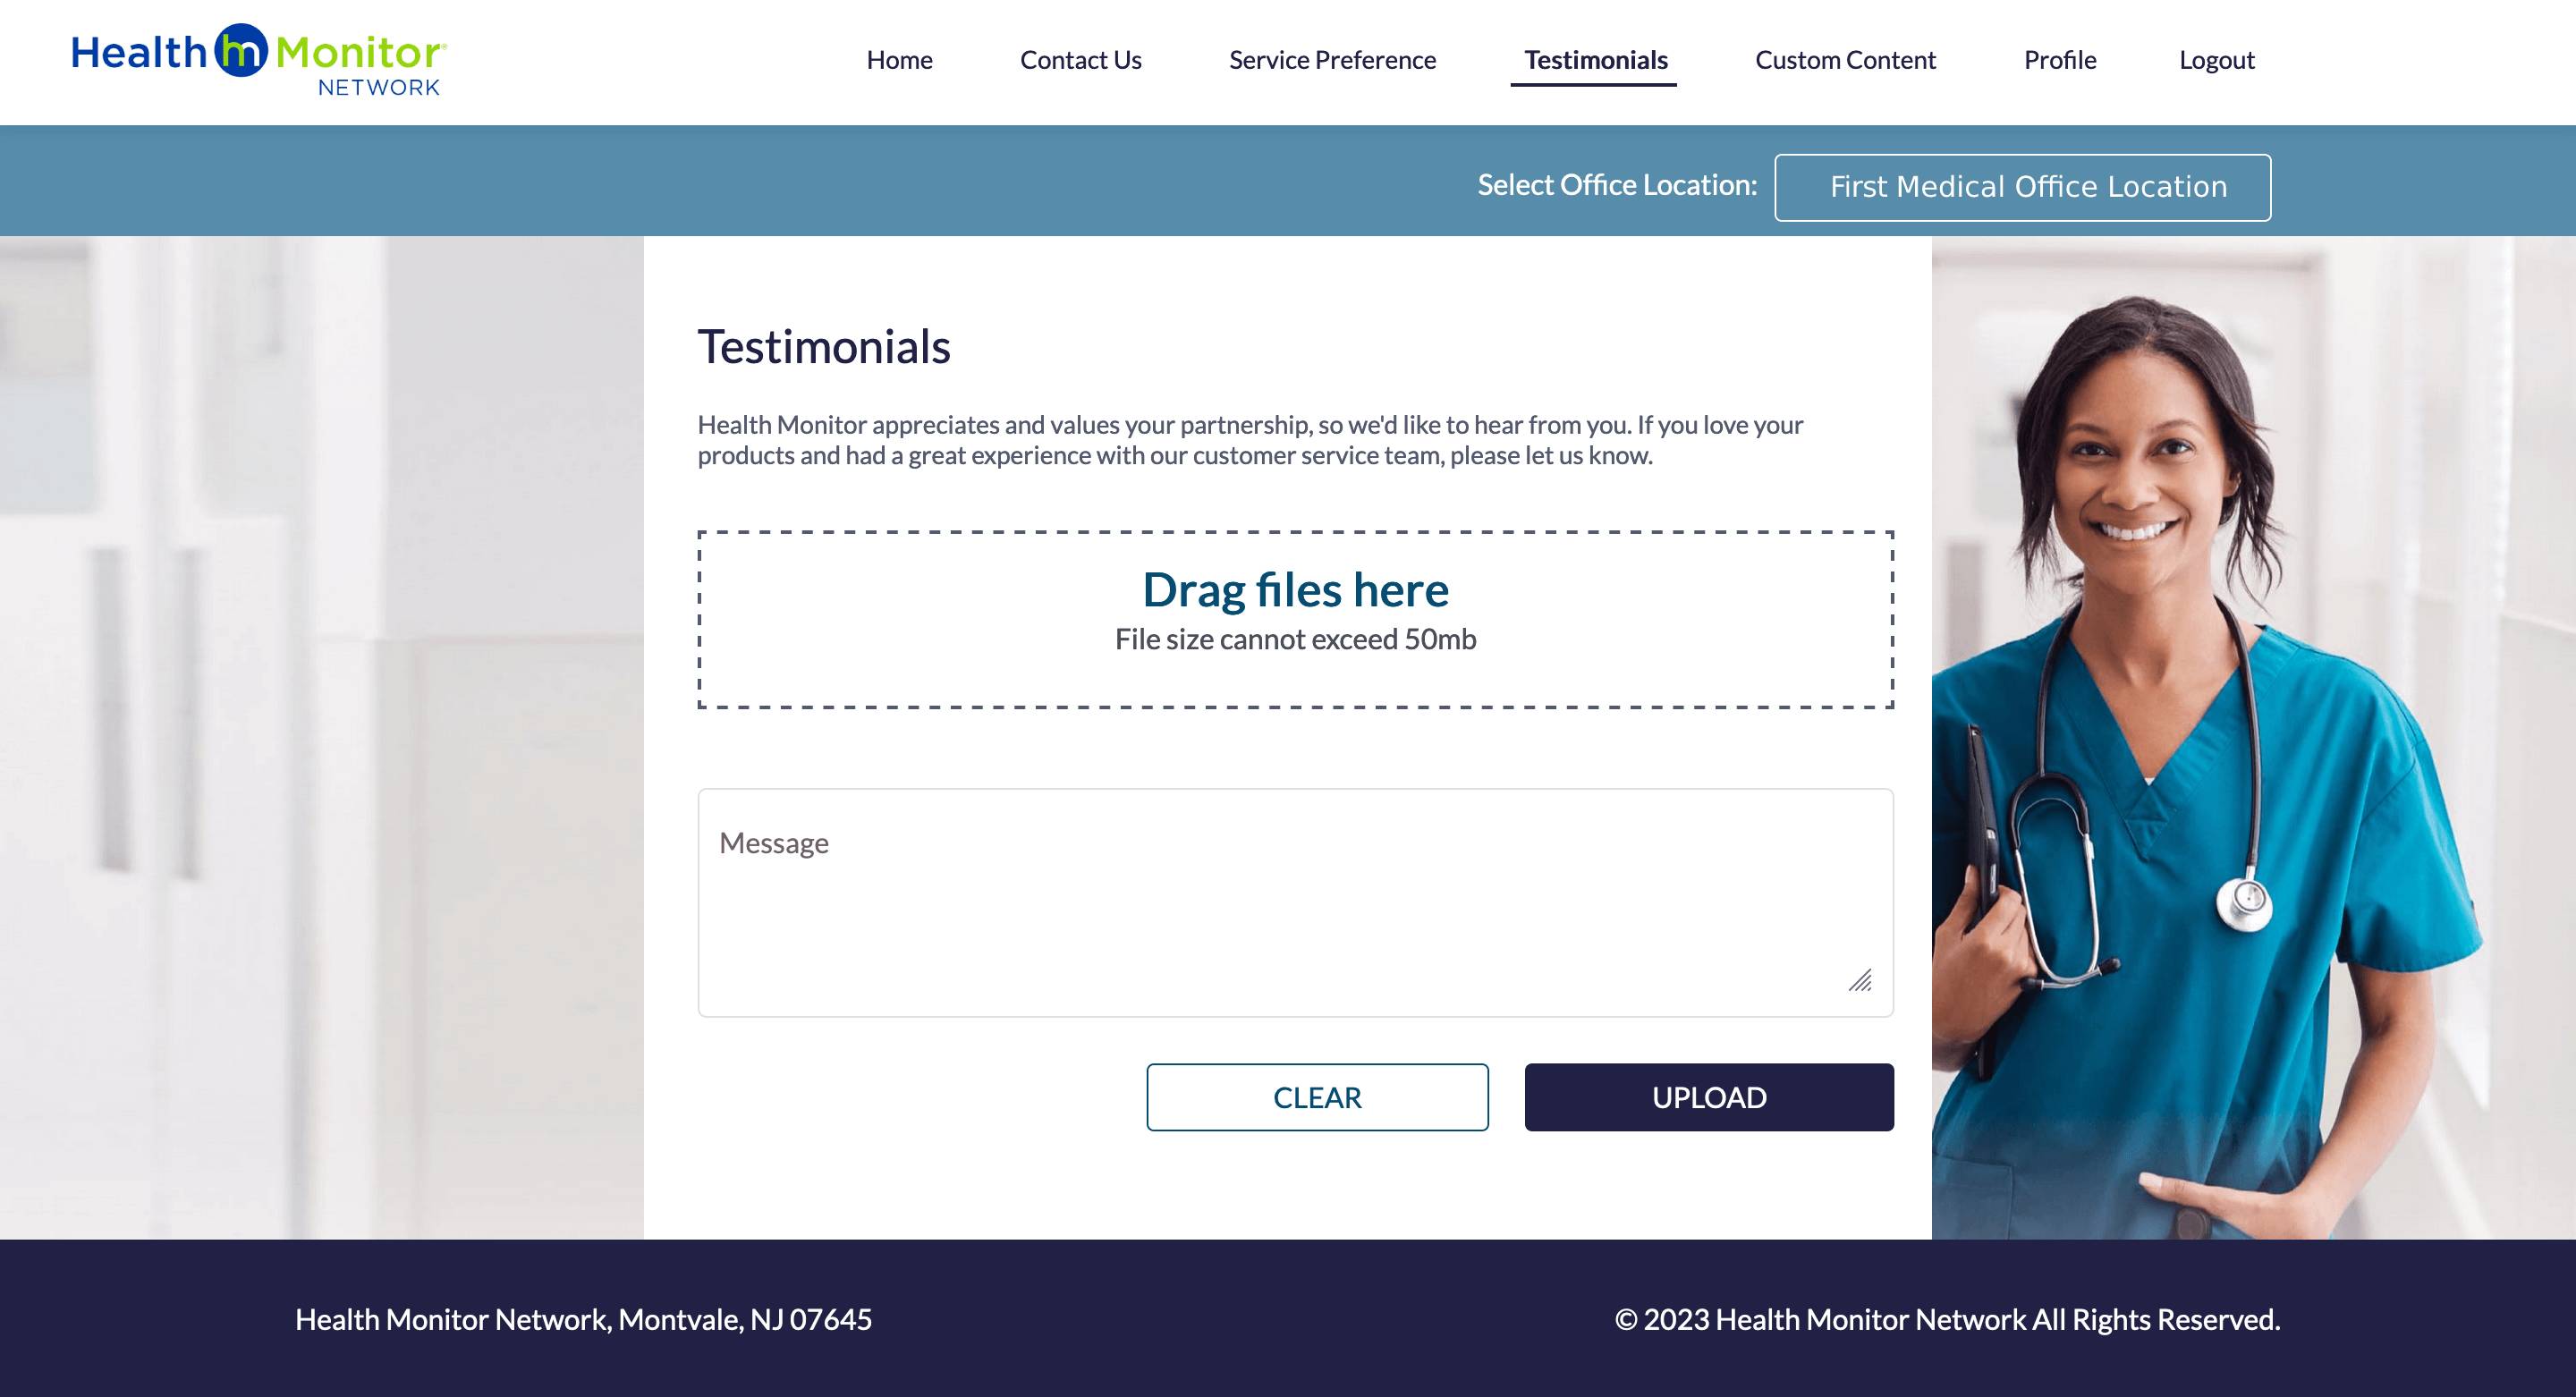 Health hm Monitor
NETWORK
Home
Contact Us
Service Preference
Testimonials
Custom Content
Profile
Logout
Select Office Location:
First Medical Office Location
Testimonials
Health Monitor appreciates and values your partnership, so we'd like to hear from you. If you love your
products and had a great experience with our customer service team, please let us know.
Drag files here
File size cannot exceed 50mb
Message
CLEAR
UPLOAD
Health Monitor Network, Montvale, NJ 07645
© 2023 Health Monitor Network All Rights Reserved.